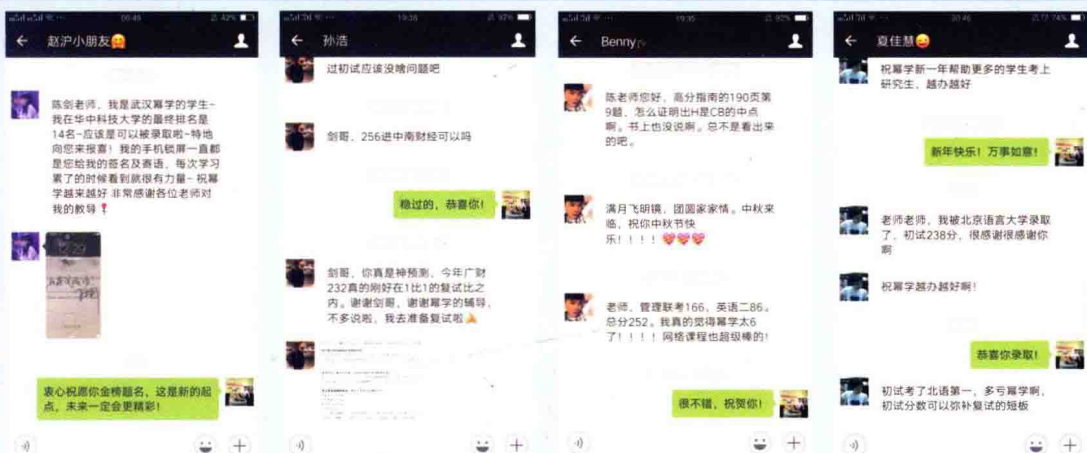 06:49
42%
赵沪小朋友
陈剑老师，我是武汉幂学的学生~
我在华中科技大学的最终排名是
14名~应该是可以被录取啦~特地
向您来报喜！我的手机锁屏一直都
是您给我的签名及寄语，每次学习
累了的时候看到就很有力量~ 祝幂
学越来越好 非常感谢各位老师对
我的教导❣
衷心祝愿你金榜题名，这是新的起
点，未来一定会更精彩！
19:36
92%
孙浩
过初试应该没啥问题吧
剑哥，256进中南财经可以吗
稳过的，恭喜你！
剑哥，你真是神预测，今年广财
232真的刚好在1比1的复试比之
内。谢谢剑哥，谢谢幂学的辅导，
不多说啦，我去准备复试啦
19:35
92%
Benny
陈老师您好，高分指南的190页第
9题，怎么证明出H是CB的中点
啊。书上也没说啊。总不是看出来
的吧。
满月飞明镜，团圆家家情。中秋来
临，祝你中秋节快
乐！！！！
老师，管理联考166，英语二86。
总分252。我真的觉得幂学太6
了！！！！网络课程也超级棒的！
很不错，祝贺你！
74%
夏佳慧
祝幂学新一年帮助更多的学生考上
研究生，越办越好
新年快乐！万事如意！
老师老师，我被北京语言大学录取
了，初试238分，很感谢很感谢你
啊
祝幂学越办越好啊！
恭喜你录取！
初试考了北语第一，多亏幂学啊，
初试分数可以弥补复试的短板